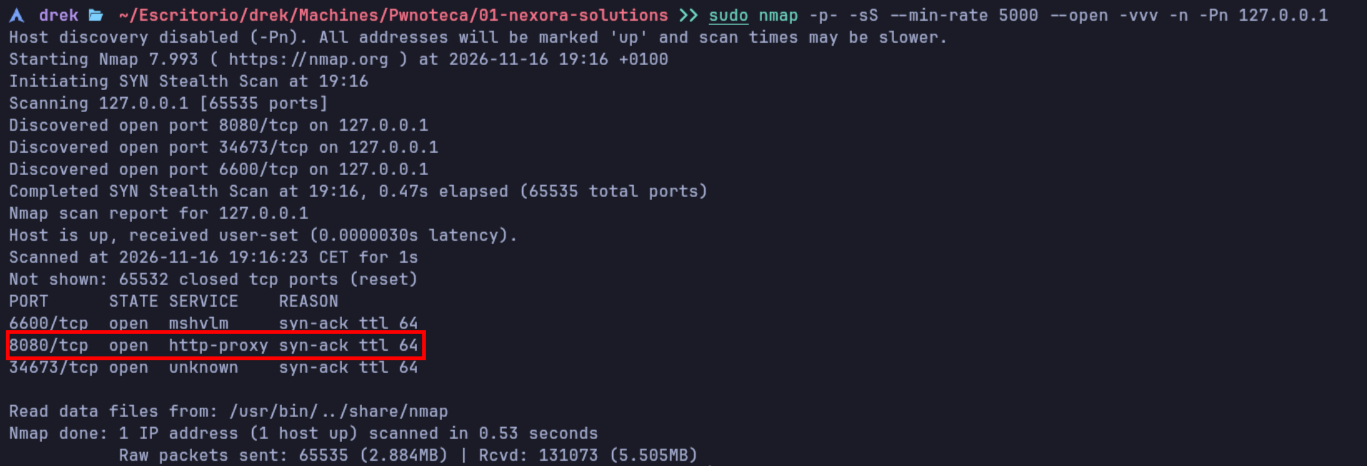 drek ~/Escritorio/drek/Machines/Pwnoteca/01-nexora-solutions >> sudo nmap -p- -sS --min-rate 5000 --open -vvv -n -Pn 127.0.0.1
Host discovery disabled (-Pn). All addresses will be marked 'up' and scan times may be slower.
Starting Nmap 7.993 ( https://nmap.org ) at 2026-11-16 19:16 +0100
Initiating SYN Stealth Scan at 19:16
Scanning 127.0.0.1 [65535 ports]
Discovered open port 8080/tcp on 127.0.0.1
Discovered open port 34673/tcp on 127.0.0.1
Discovered open port 6600/tcp on 127.0.0.1
Completed SYN Stealth Scan at 19:16, 0.47s elapsed (65535 total ports)
Nmap scan report for 127.0.0.1
Host is up, received user-set (0.0000030s latency).
Scanned at 2026-11-16 19:16:23 CET for 1s
Not shown: 65532 closed tcp ports (reset)
PORT      STATE SERVICE    REASON
6600/tcp  open  mshvlm     syn-ack ttl 64
8080/tcp  open  http-proxy syn-ack ttl 64
34673/tcp open  unknown    syn-ack ttl 64
Read data files from: /usr/bin/../share/nmap
Nmap done: 1 IP address (1 host up) scanned in 0.53 seconds
Raw packets sent: 65535 (2.884MB) | Rcvd: 131073 (5.505MB)